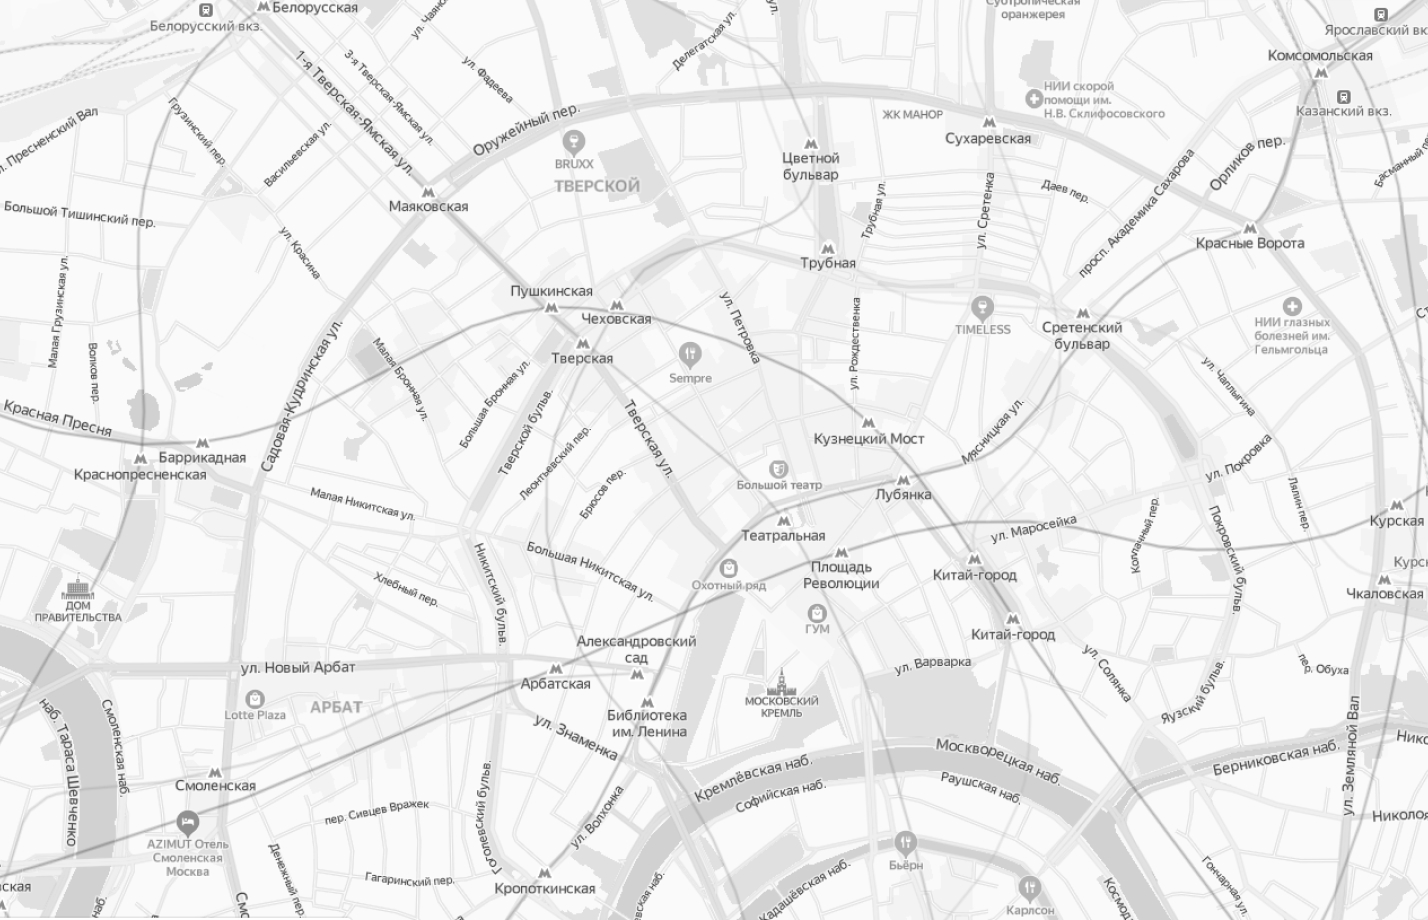 Белорусская
Белорусский вкз.
ул. Фадеева
3-я Тверская-Ямская ул.
1-я Тверская-Ямская ул.
Делегатская ул.
Субтропическая
оранжерея
Ярославский вкз
Комсомольская
Казанский вкз.
НИИ скорой
помощи им.
Н.В. Склифосовского
ЖК МАНОР
Сухаревская
Оружейный пер.
Грузинский пер.
Васильевская ул.
Пресненский Вал
BRUXX
ТВЕРСКОЙ
Цветной
бульвар
Орликов пер.
Маяковская
Большой Тишинский пер.
Даев пер.
ул. Сретенка
Трубная ул.
просп. Академика Сахарова
Красные Ворота
ул. Красина
Трубная
Малая Грузинская ул.
Пушкинская
Чеховская
TIMELESS
Сретенский
бульвар
НИИ глазных
болезней им.
Гельмгольца
ул. Петровка
ул. Рождественка
Садовая-Кудринская ул.
Волков пер.
Тверская
Sempre
Малая Бронная ул.
Большая Бронная ул.
Тверской бульв.
ул. Чаплыгина
Красная Пресня
Тверская ул.
Кузнецкий Мост
Мясницкая ул.
Баррикадная
Краснопресненская
Леонтьевский пер.
Брюсов пер.
Большой театр
Лубянка
ул. Покровка
Лялин пер.
Малая Никитская ул.
Театральная
ул. Маросейка
Колпачный пер.
Покровский бульв.
Курская
Площадь
Революции
Китай-город
Большая Никитская ул.
Никитский бульв.
Хлебный пер.
Охотный ряд
Чкаловская
ДОМ
ПРАВИТЕЛЬСТВА
ГУМ
Китай-город
Александровский
сад
ул. Варварка
ул. Солянка
пер. Обуха
ул. Новый Арбат
Арбатская
Lotte Plaza
АРБАТ
МОСКОВСКИЙ
КРЕМЛЬ
Библиотека
им. Ленина
ул. Знаменка
Яузский бульв.
наб. Тараса Шевченко
Смоленская наб.
Москворецкая наб.
Берниковская наб.
ул. Земляной Вал
Кремлёвская наб.
Софийская наб.
Раушская наб.
Смоленская
Гоголевский бульв.
пер. Сивцев Вражек
ул. Волхонка
AZIMUT Отель
Смоленская
Москва
Денежный пер.
Гагаринский пер.
Кропоткинская
Бьёрн
Кадашёвская наб.
Карлсон
Гончарная ул.